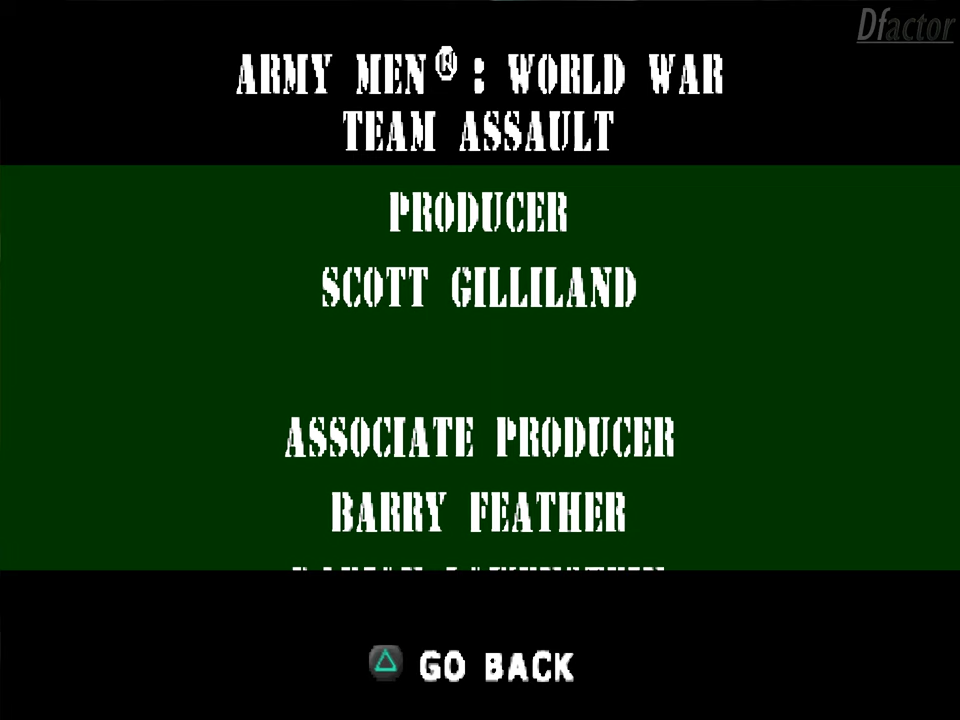 Dfactor
ARMY MEN®: WORLD WAR
TEAM ASSAULT
PRODUCER
SCOTT GILLILAND
ASSOCIATE PRODUCER
BARRY FEATHER
GO BACK